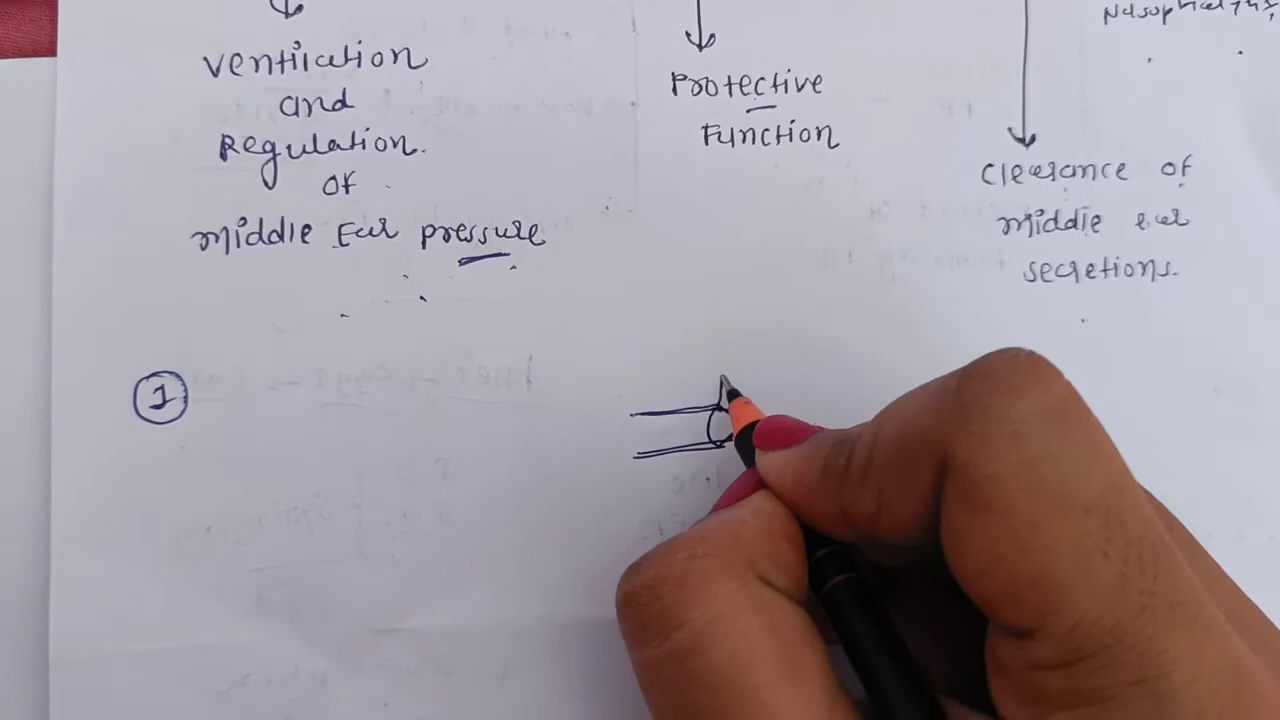 Ventilation
and
Regulation.
of
Middle Ear pressure
Protective
Function
Clearance of
middle ear
secretions.
1